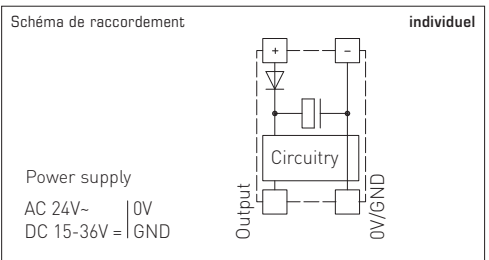 Schéma de raccordement
individuel
+ –
Circuitry
Power supply
AC 24V~ 0V
DC 15-36V = GND
Output
0V/GND